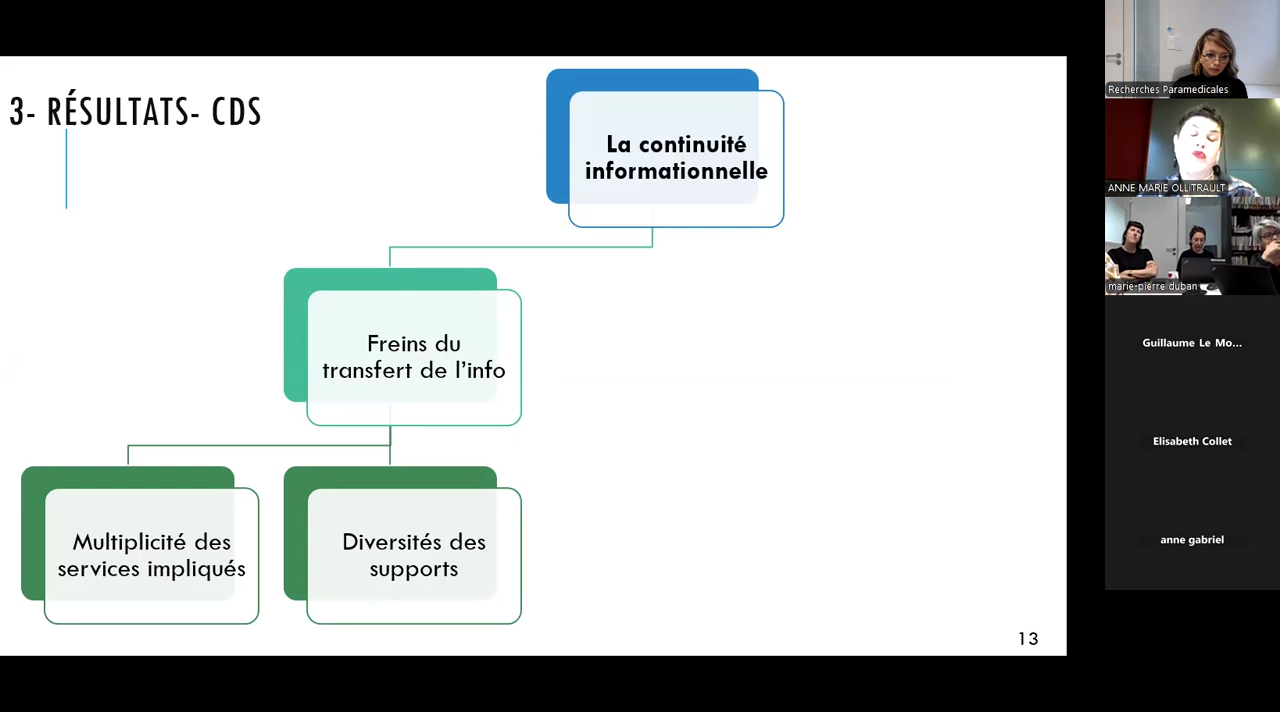 3- RÉSULTATS- CDS
La continuité
informationnelle
Freins du
transfert de l’info
Multiplicité des
services impliqués
Diversités des
supports
13
Recherches Paramedicales
ANNE MARIE OLLITRAULT
marie-pierre duban
Guillaume Le Mo...
Elisabeth Collet
anne gabriel